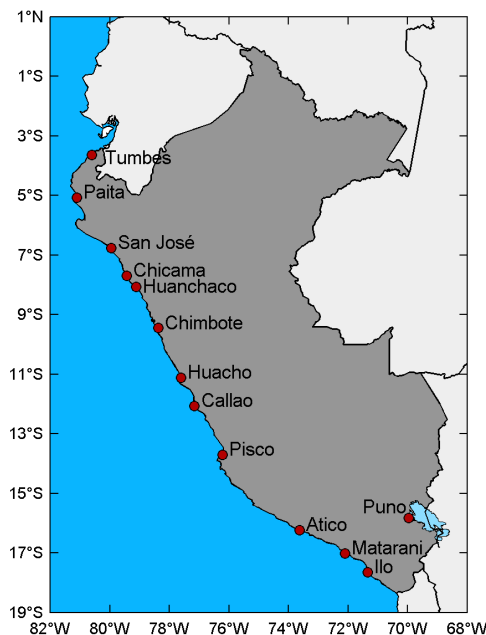 1°N
1°S
3°S
5°S
7°S
9°S
11°S
13°S
15°S
17°S
19°S
Tumbes
Paita
San José
Chicama
Huanchaco
Chimbote
Huacho
Callao
Pisco
Puno
Atico
Matarani
Ilo
82°W 80°W 78°W 76°W 74°W 72°W 70°W 68°W